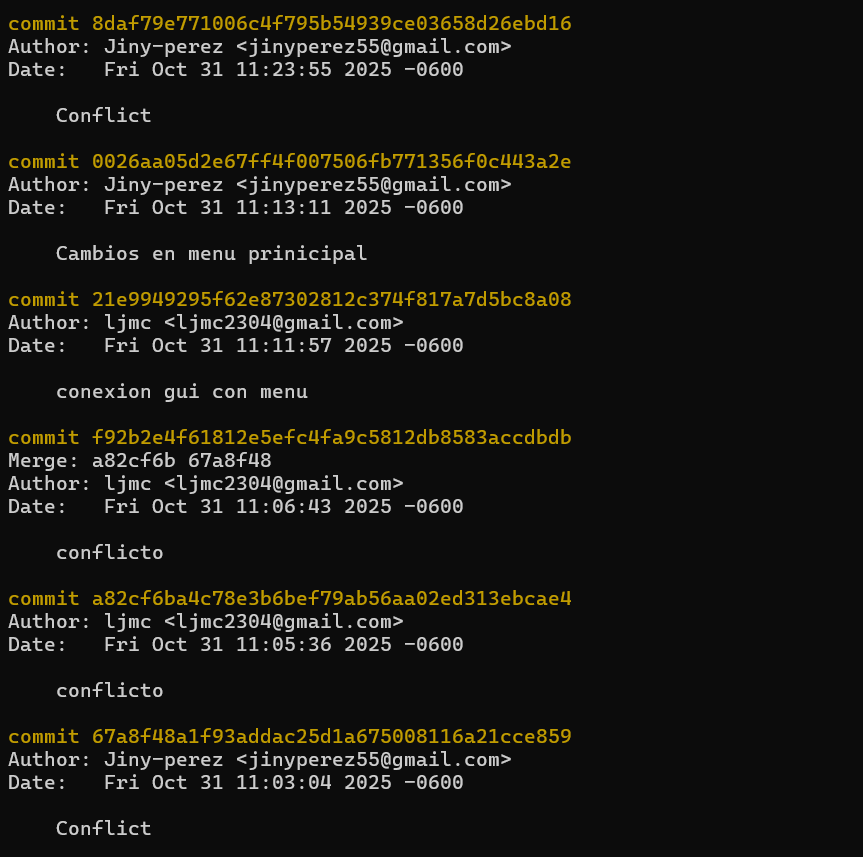 commit 8daf79e771006c4f795b54939ce03658d26ebd16
Author: Jiny-perez <jinyperez55@gmail.com>
Date:   Fri Oct 31 11:23:55 2025 -0600
Conflict
commit 0026aa05d2e67ff4f007506fb771356f0c443a2e
Author: Jiny-perez <jinyperez55@gmail.com>
Date:   Fri Oct 31 11:13:11 2025 -0600
Cambios en menu prinicipal
commit 21e9949295f62e87302812c374f817a7d5bc8a08
Author: ljmc <ljmc2304@gmail.com>
Date:   Fri Oct 31 11:11:57 2025 -0600
conexion gui con menu
commit f92b2e4f61812e5efc4fa9c5812db8583accdbdb
Merge: a82cf6b 67a8f48
Author: ljmc <ljmc2304@gmail.com>
Date:   Fri Oct 31 11:06:43 2025 -0600
conflicto
commit a82cf6ba4c78e3b6bef79ab56aa02ed313ebcae4
Author: ljmc <ljmc2304@gmail.com>
Date:   Fri Oct 31 11:05:36 2025 -0600
conflicto
commit 67a8f48a1f93addac25d1a675008116a21cce859
Author: Jiny-perez <jinyperez55@gmail.com>
Date:   Fri Oct 31 11:03:04 2025 -0600
Conflict